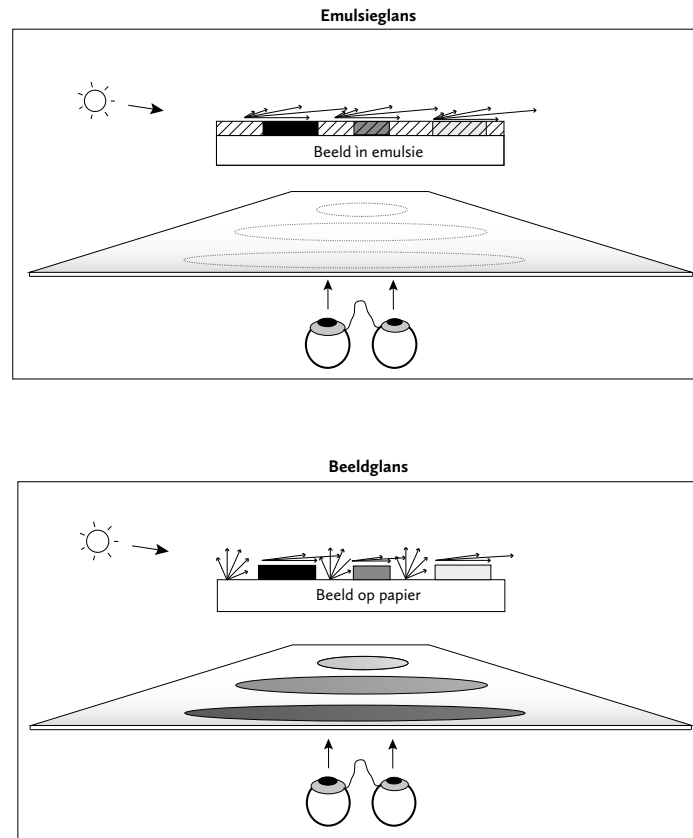 Emulsieglans
Beeld ìn emulsie
Beeldglans
Beeld op papier